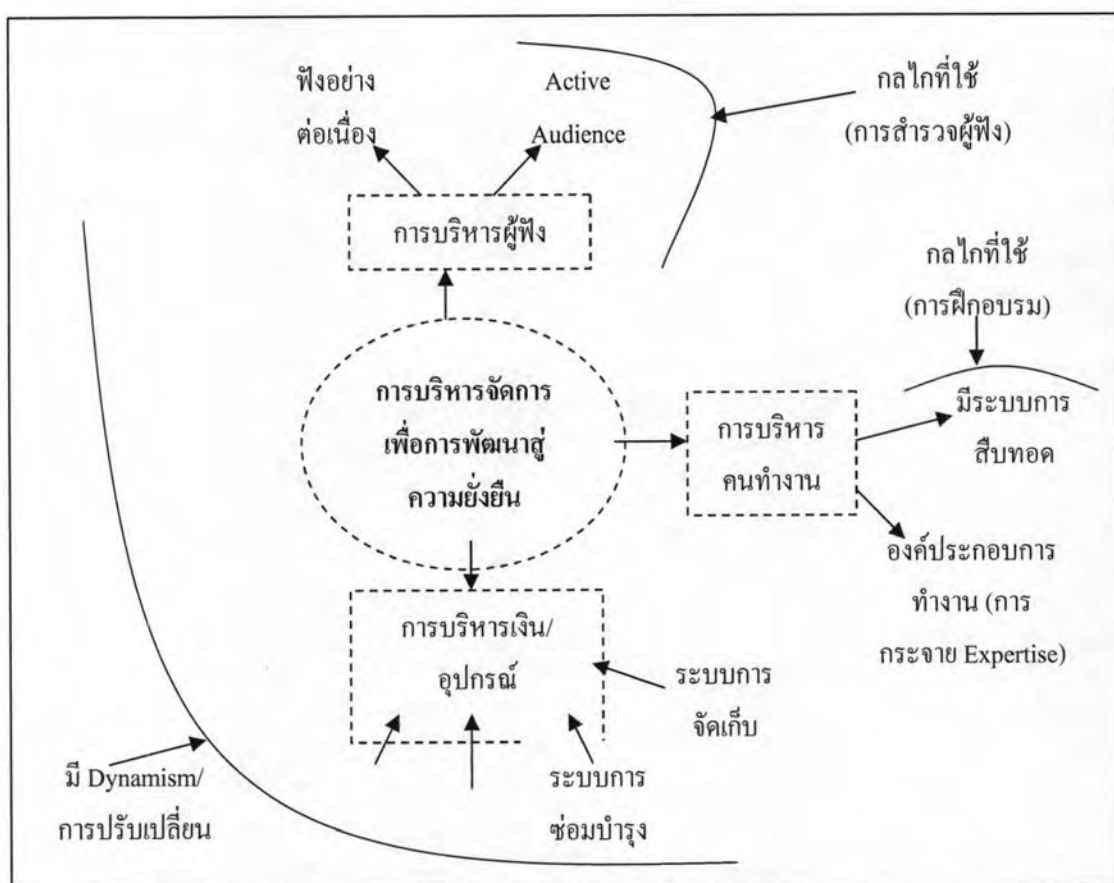 ฟังอย่าง
ต่อเนื่อง
Active
Audience
กลไกที่ใช้
(การสำรวจผู้ฟัง)
การบริหารผู้ฟัง
กลไกที่ใช้
(การฝึกอบรม)
การบริหารจัดการ
เพื่อการพัฒนาสู่
ความยั่งยืน
การบริหาร
คนทำงาน
มีระบบการ
สืบทอด
องค์ประกอบการ
ทำงาน (การ
กระจาย Expertise)
การบริหารเงิน/
อุปกรณ์
ระบบการ
จัดเก็บ
ระบบการ
ซ่อมบำรุง
มี Dynamism/
การปรับเปลี่ยน